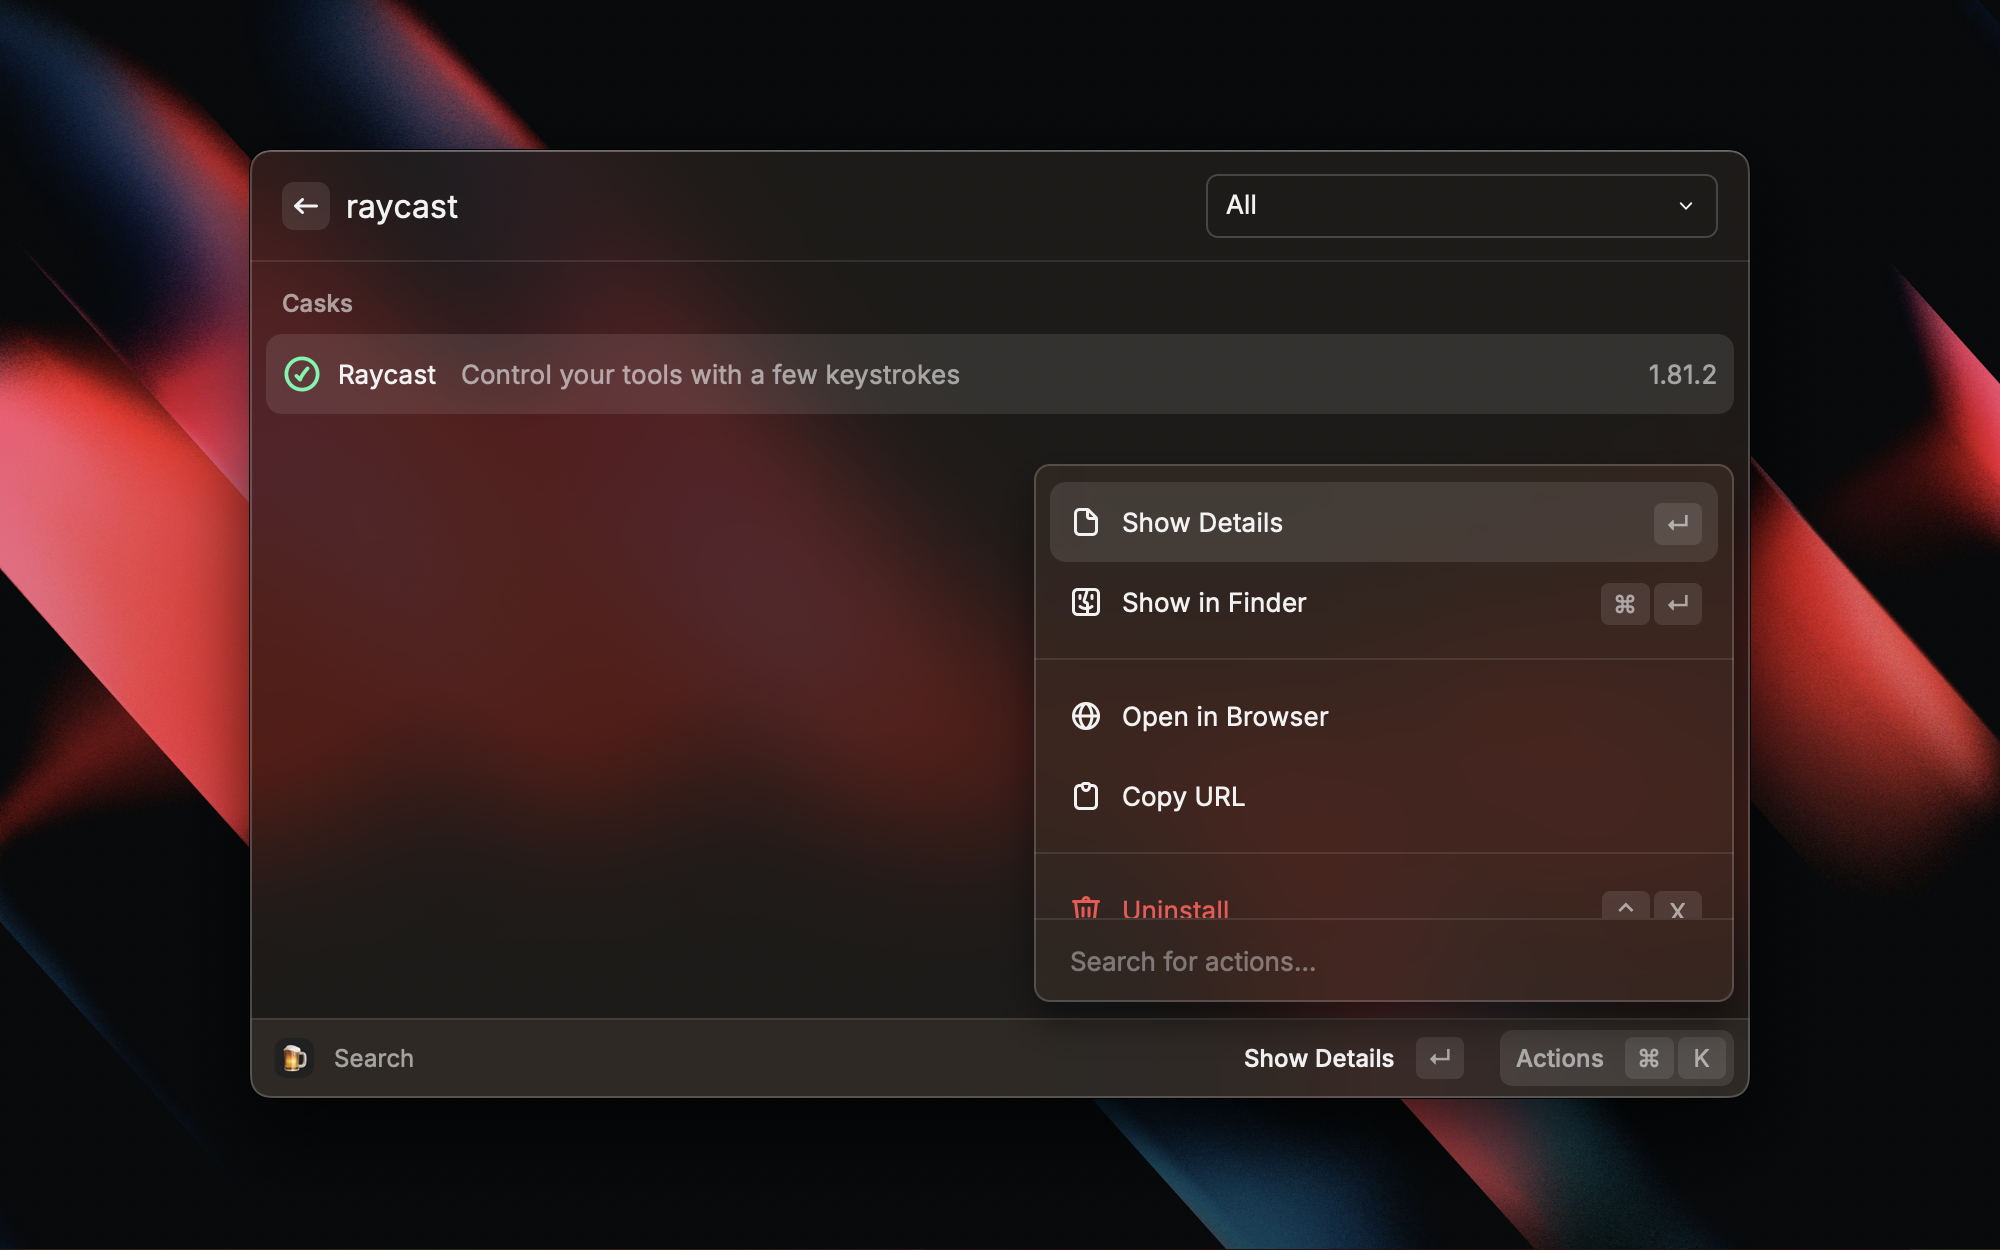 raycast
All
Casks
Raycast Control your tools with a few keystrokes 1.81.2
Show Details
Show in Finder ⌘
Open in Browser
Copy URL
Uninstall ^ X
Search for actions...
Search Show Details Actions ⌘ K